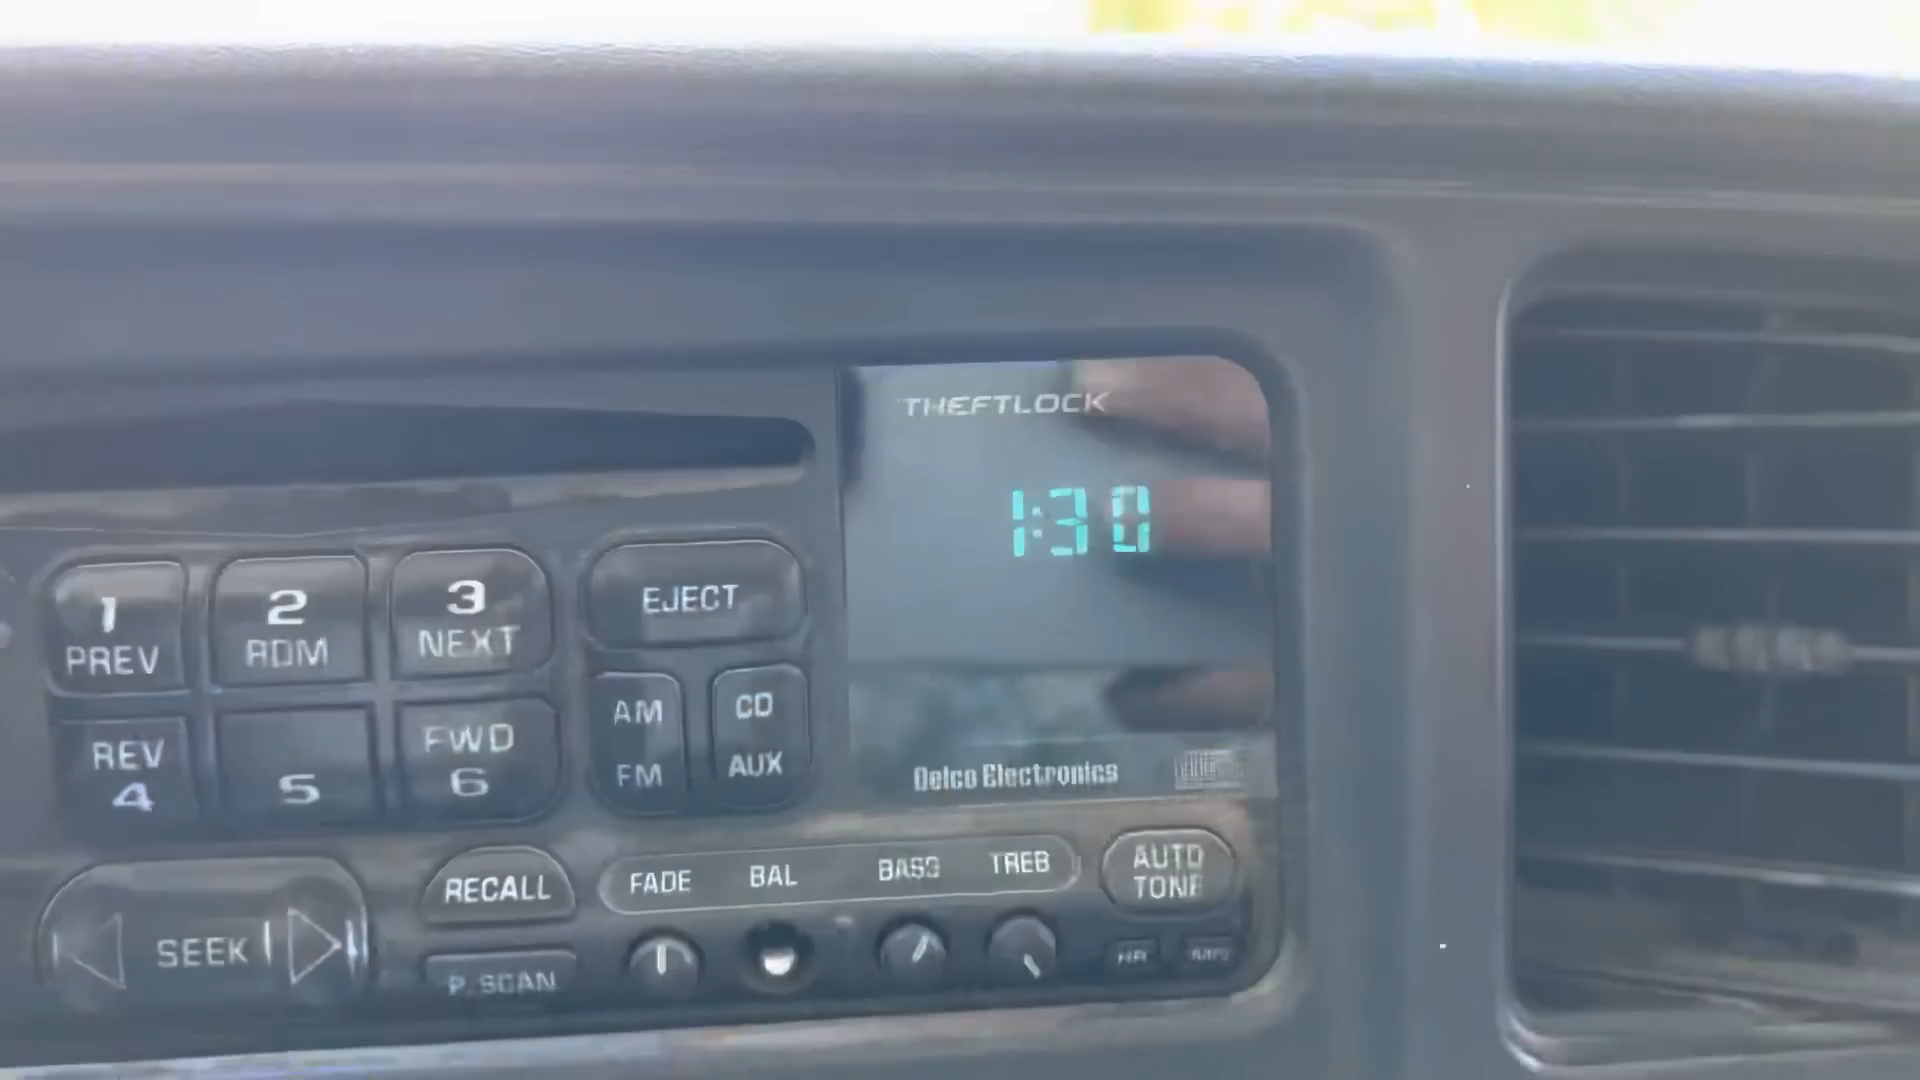 THEFTLOCK
1:30
1 2 3
PREV RDM NEXT
EJECT
REV FWD
4 5 6
AM CD
FM AUX
Delco Electronics
SEEK
RECALL
P.SCAN
FADE BAL BASS TREB
AUTO
TONE
HR